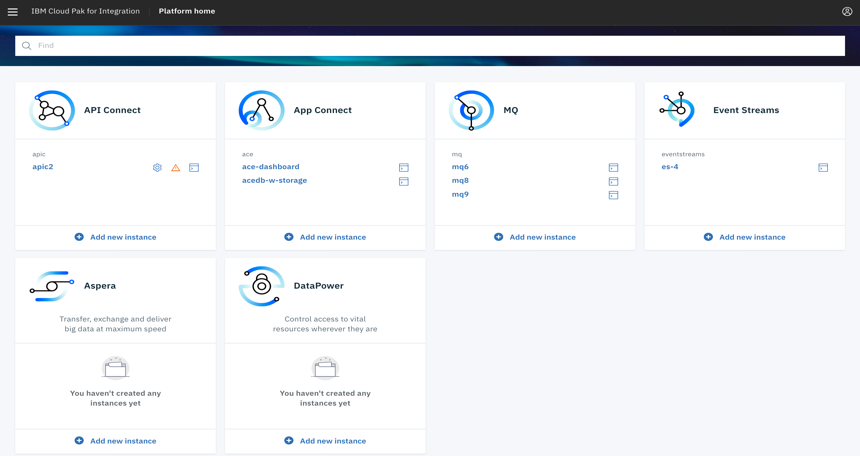 IBM Cloud Pak for Integration
Platform home
Find
API Connect
apic
apic2
Add new instance
App Connect
ace
ace-dashboard
acedb-w-storage
Add new instance
MQ
mq
mq6
mq8
mq9
Add new instance
Event Streams
eventstreams
es-4
Add new instance
Aspera
Transfer, exchange and deliver
big data at maximum speed
You haven't created any
instances yet
Add new instance
DataPower
Control access to vital
resources wherever they are
You haven't created any
instances yet
Add new instance